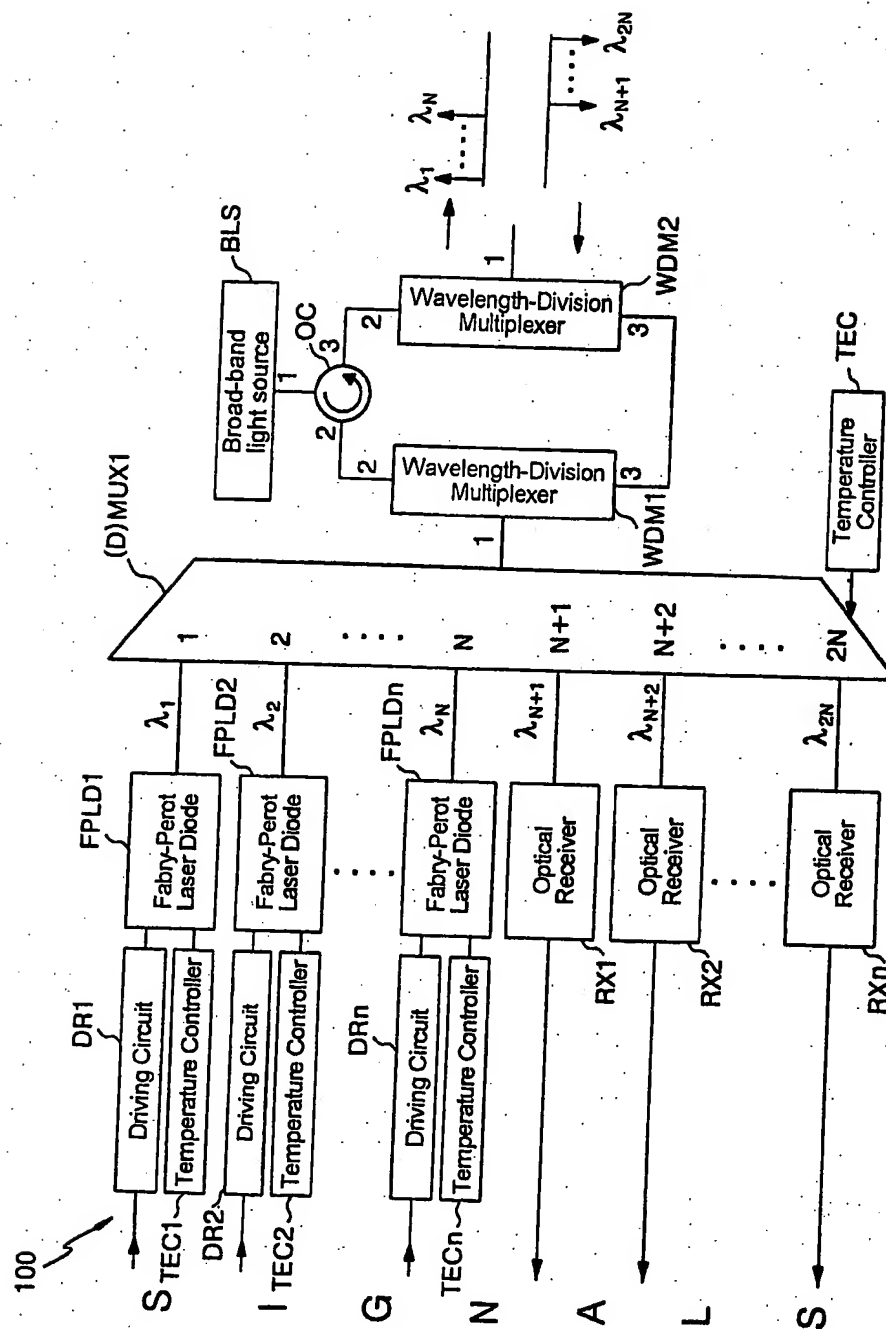 100
SIGNALS
DR1
Driving Circuit
Temperature Controller
TEC1
FPLD1
Fabry-Perot
Laser Diode
λ1
DR2
Driving Circuit
Temperature Controller
TEC2
FPLD2
Fabry-Perot
Laser Diode
λ2
DRn
Driving Circuit
Temperature Controller
TECn
FPLDn
Fabry-Perot
Laser Diode
λN
Optical
Receiver
RX1
λN+1
Optical
Receiver
RX2
λN+2
Optical
Receiver
RXn
λ2N
(D)MUX1
1
2
N
N+1
N+2
2N
Temperature
Controller
TEC
1
Wavelength-Division
Multiplexer
WDM1
2
3
Broad-band
light source
BLS
1
OC
2
3
2
Wavelength-Division
Multiplexer
WDM2
3
1
λ1
λN
λN+1
λ2N